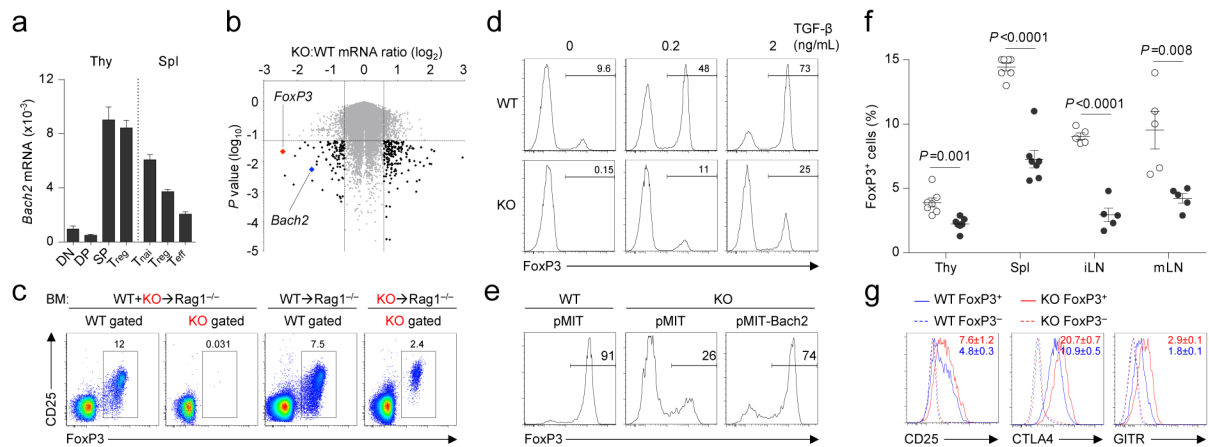 a
Thy Spl
Bach2 mRNA (x10-3)
12
8
4
0
DN DP SP Treg Tnai Treg Teff
b
KO:WT mRNA ratio (log2)
-3 -2 -1 0 1 2 3
FoxP3
P value (log10)
0
-1
-2
-3
-4
-5
Bach2
c
BM: WT+KO→Rag1–/– WT→Rag1–/– KO→Rag1–/–
WT gated KO gated WT gated KO gated
12 0.031 7.5 2.4
CD25
FoxP3
d
TGF-β
(ng/mL)
0 0.2 2
WT
9.6 48 73
KO
0.15 11 25
FoxP3
e
WT KO
pMIT pMIT pMIT-Bach2
91 26 74
FoxP3
f
FoxP3+ cells (%)
15
10
5
0
P=0.001
P<0.0001
P<0.0001
P=0.008
Thy Spl iLN mLN
g
WT FoxP3+ KO FoxP3+
WT FoxP3– KO FoxP3–
7.6±1.2 20.7±0.7 2.9±0.1
4.8±0.3 10.9±0.5 1.8±0.1
CD25 CTLA4 GITR